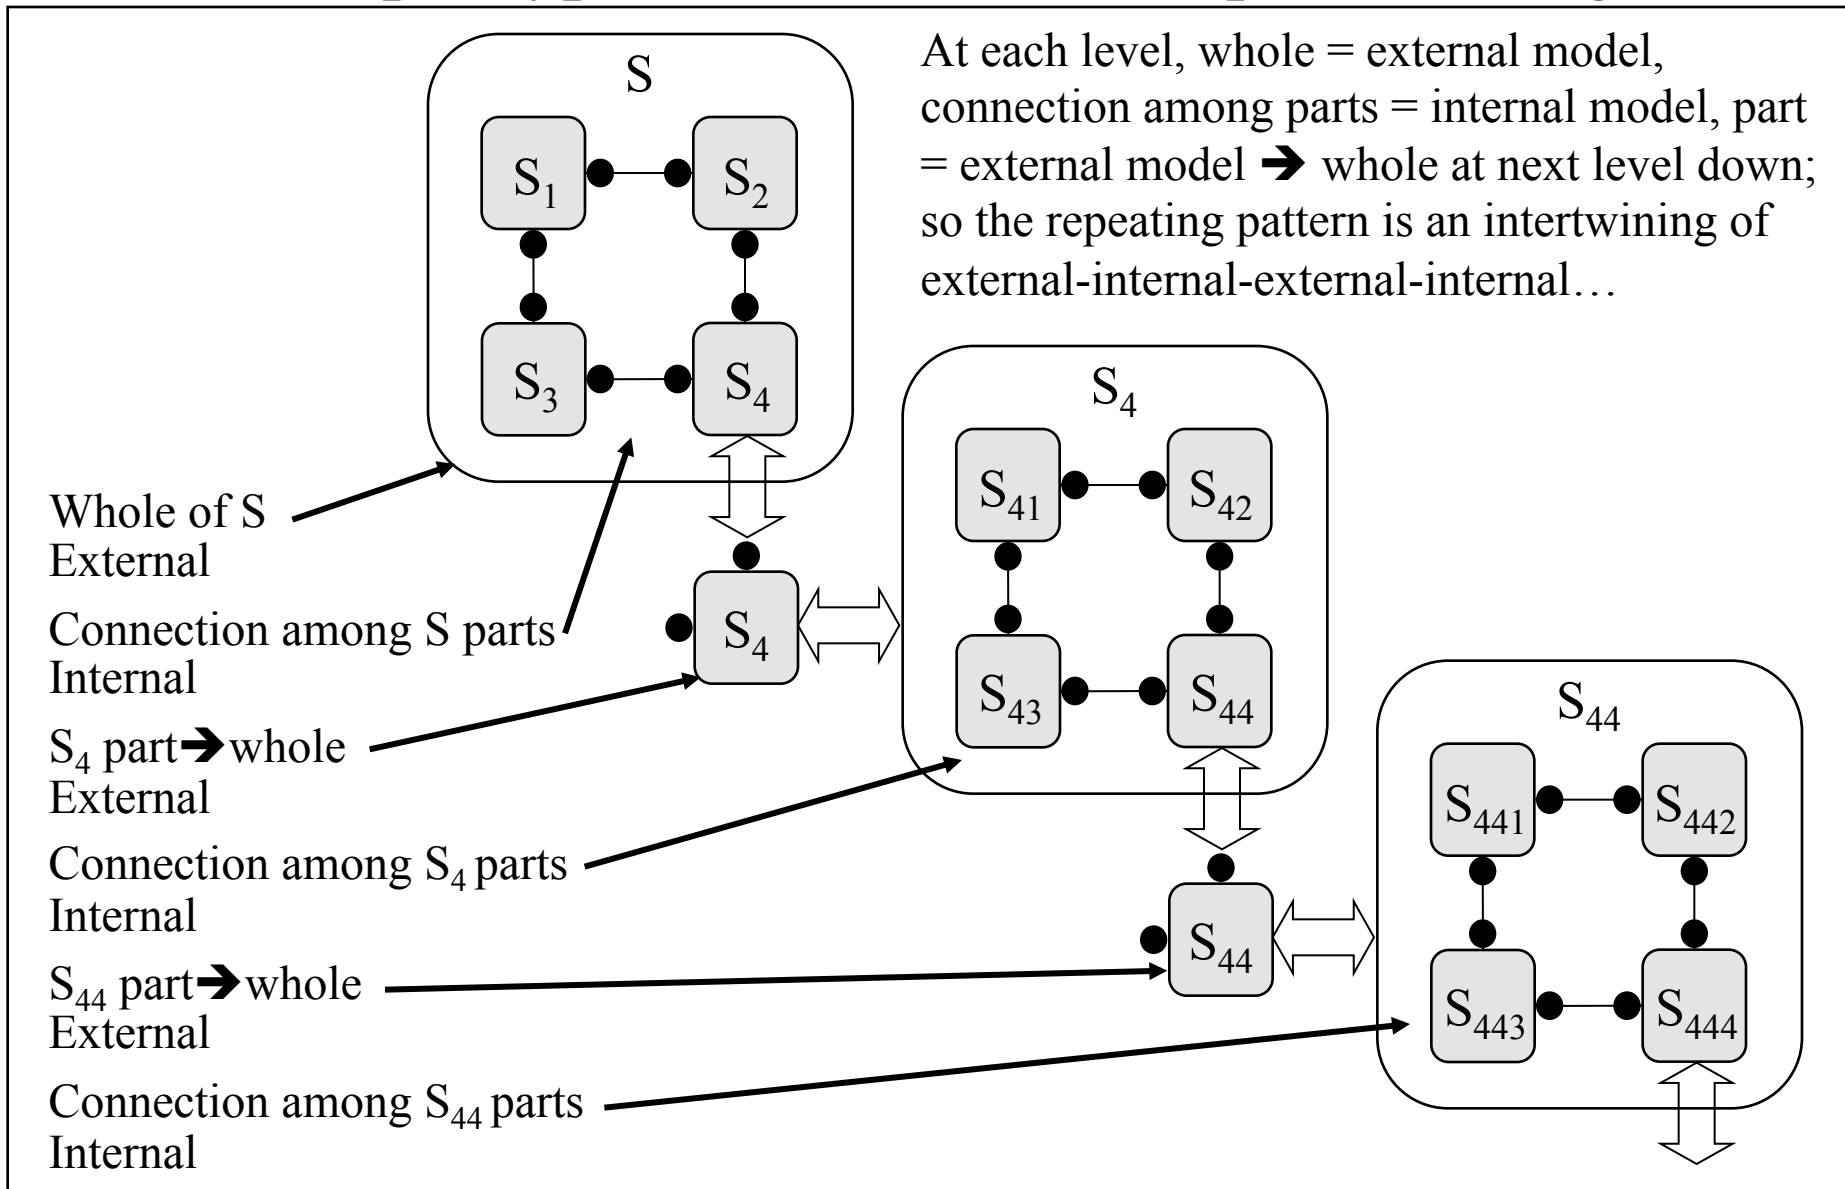 At each level, whole = external model,
connection among parts = internal model, part
= external model ➔ whole at next level down;
so the repeating pattern is an intertwining of
external-internal-external-internal…
S
S₁
S₂
S₃
S₄
S₄
S₄₁
S₄₂
S₄₃
S₄₄
S₄
S₄₄
S₄₄₁
S₄₄₂
S₄₄₃
S₄₄₄
S₄₄
Whole of S
External
Connection among S parts
Internal
S₄ part➔whole
External
Connection among S₄ parts
Internal
S₄₄ part➔whole
External
Connection among S₄₄ parts
Internal